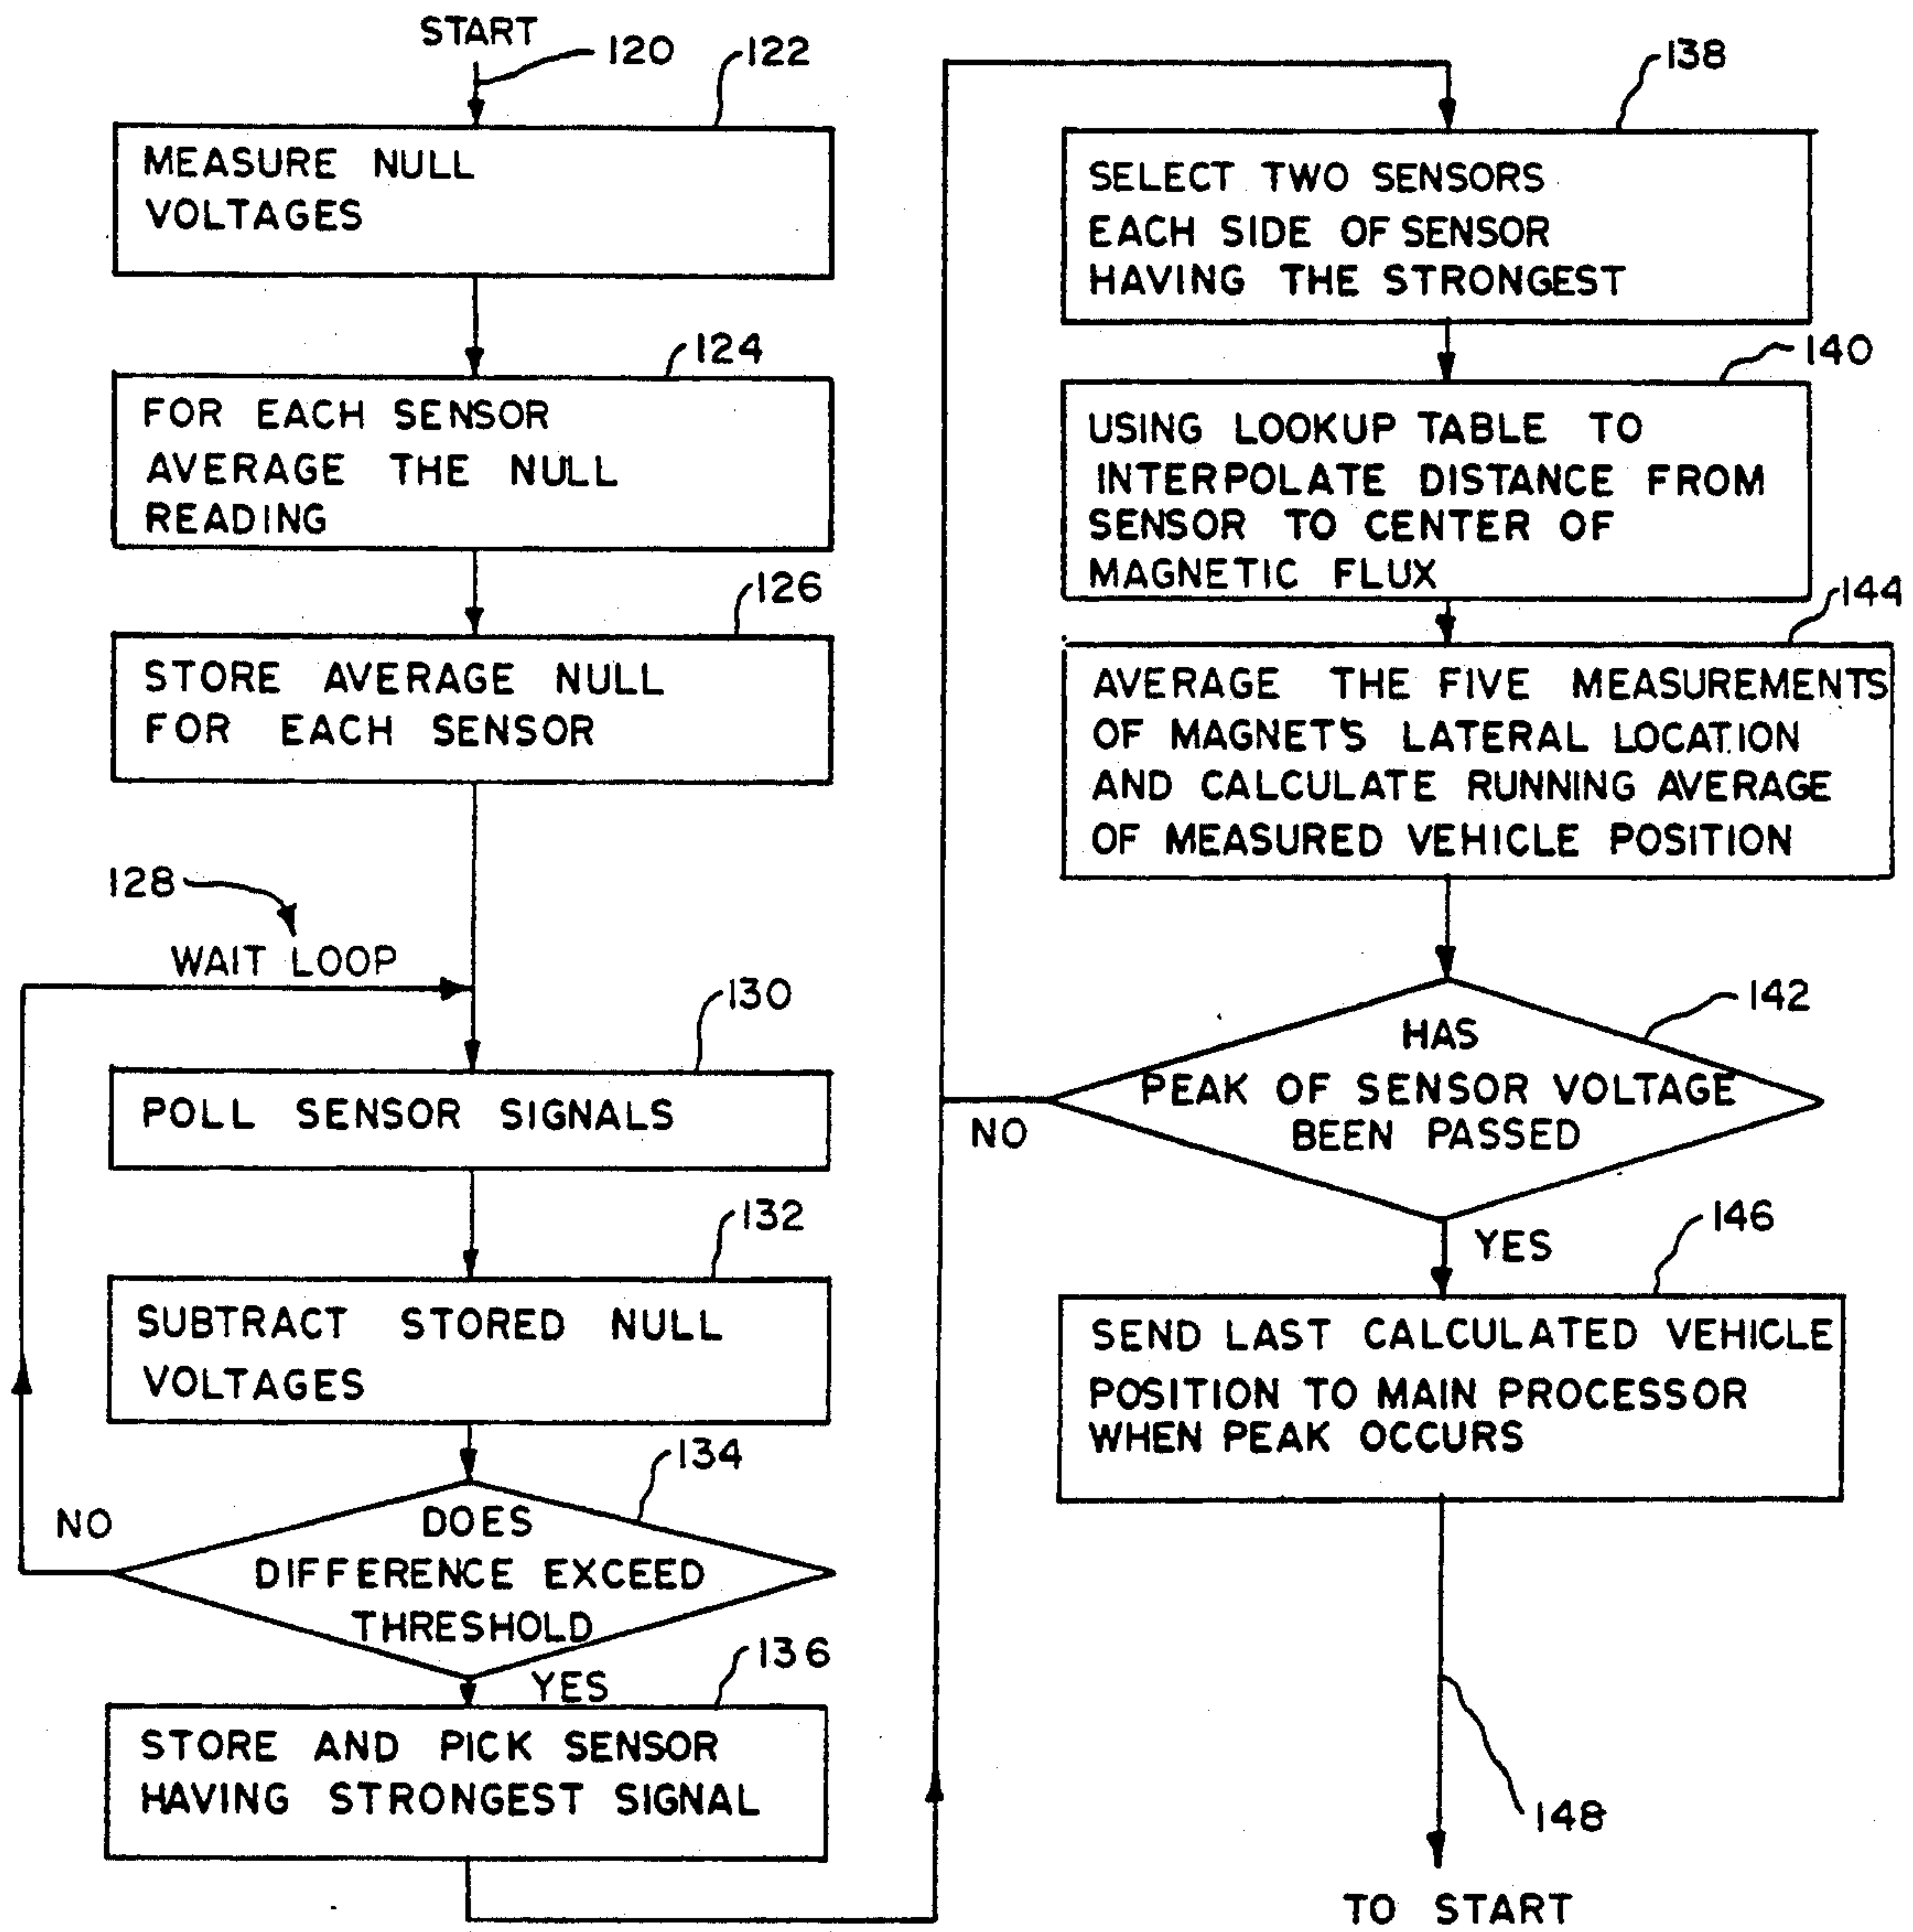 START
120
122
MEASURE NULL
VOLTAGES
124
FOR EACH SENSOR
AVERAGE THE NULL
READING
126
STORE AVERAGE NULL
FOR EACH SENSOR
128
WAIT LOOP
130
POLL SENSOR SIGNALS
132
SUBTRACT STORED NULL
VOLTAGES
134
NO
DOES
DIFFERENCE EXCEED
THRESHOLD
YES
136
STORE AND PICK SENSOR
HAVING STRONGEST SIGNAL
138
SELECT TWO SENSORS
EACH SIDE OF SENSOR
HAVING THE STRONGEST
140
USING LOOKUP TABLE TO
INTERPOLATE DISTANCE FROM
SENSOR TO CENTER OF
MAGNETIC FLUX
144
AVERAGE THE FIVE MEASUREMENTS
OF MAGNET'S LATERAL LOCATION
AND CALCULATE RUNNING AVERAGE
OF MEASURED VEHICLE POSITION
142
HAS
PEAK OF SENSOR VOLTAGE
BEEN PASSED
NO
YES
146
SEND LAST CALCULATED VEHICLE
POSITION TO MAIN PROCESSOR
WHEN PEAK OCCURS
148
TO START